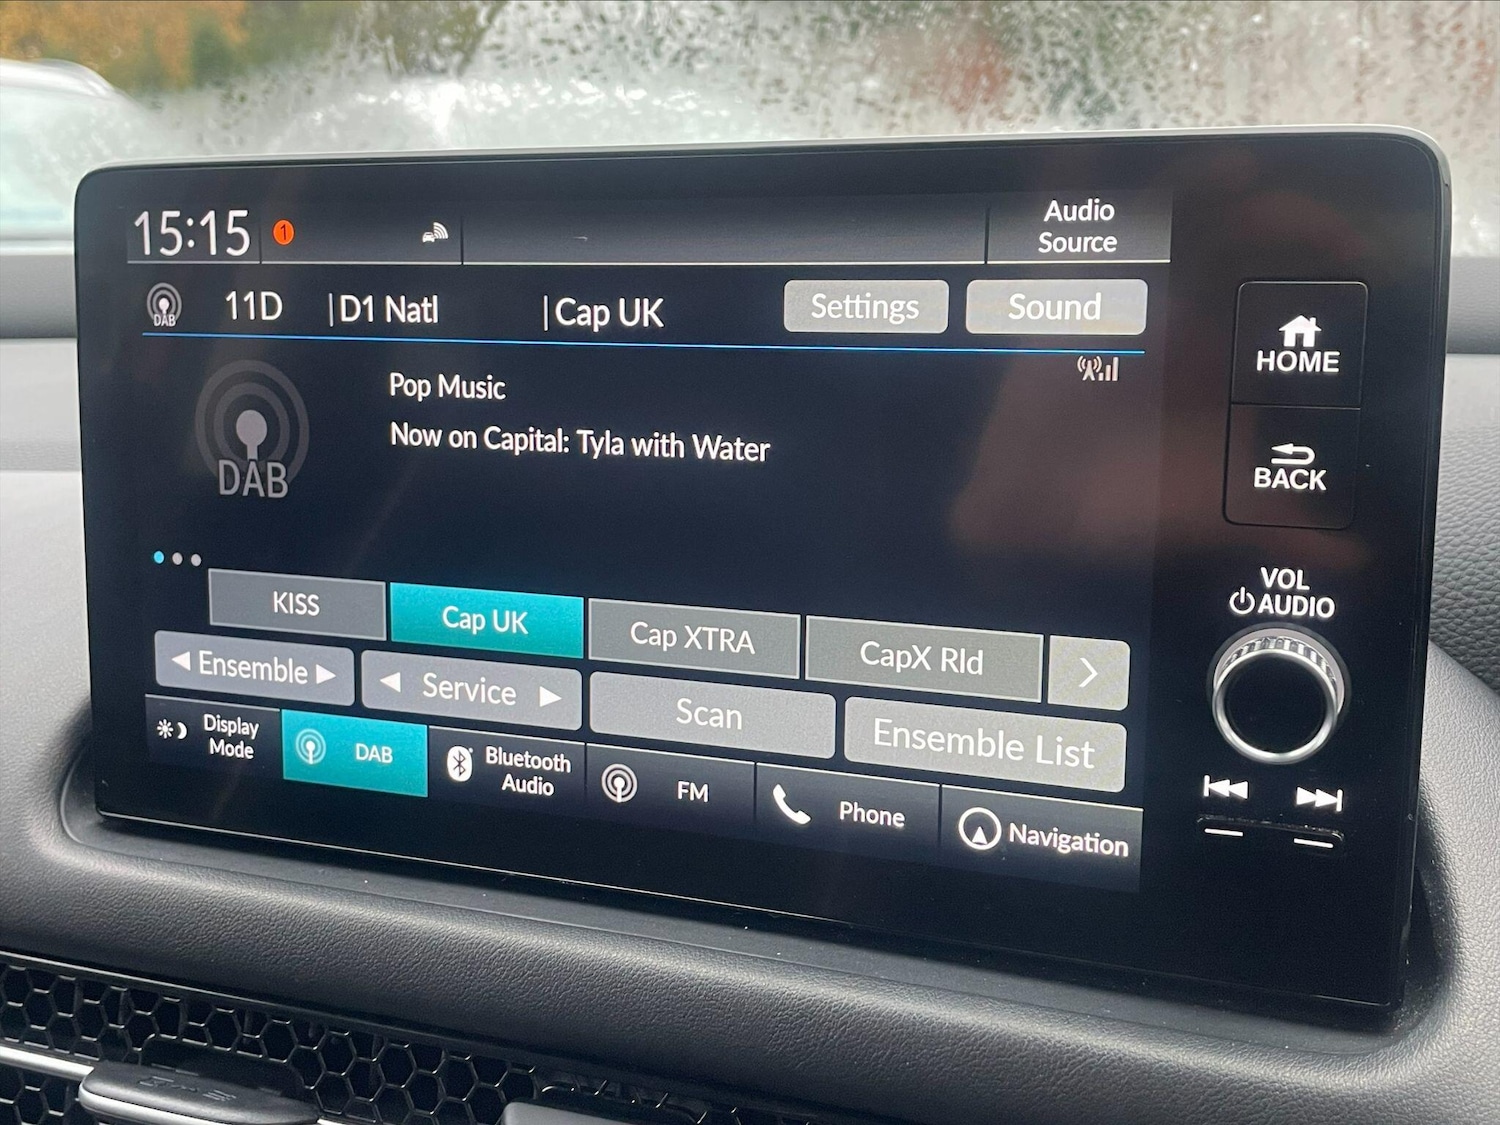 15:15
1
Audio
Source
DAB
11D
|D1 Natl
|Cap UK
Settings
Sound
Pop Music
Now on Capital: Tyla with Water
DAB
KISS
Cap UK
Cap XTRA
CapX Rld
Ensemble
Service
Scan
Ensemble List
Display
Mode
DAB
Bluetooth
Audio
FM
Phone
Navigation
HOME
BACK
VOL
AUDIO